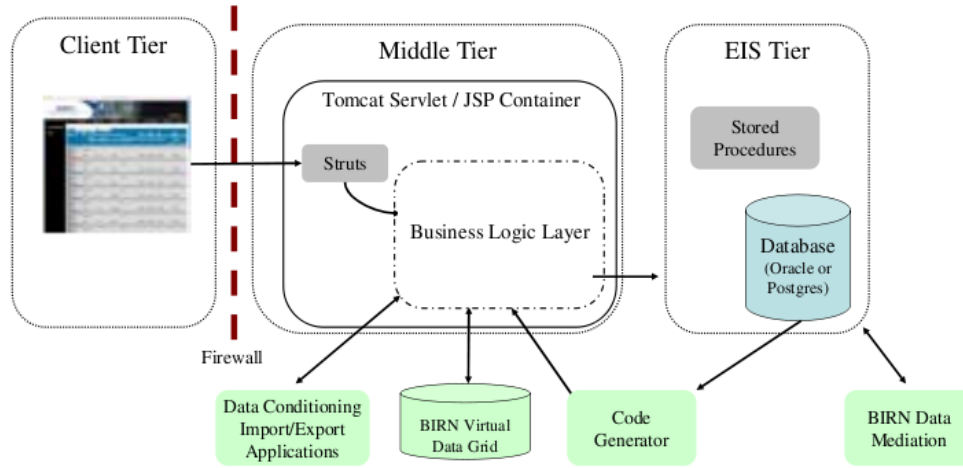 Client Tier
Middle Tier
EIS Tier
Tomcat Servlet / JSP Container
Stored
Procedures
Struts
Business Logic Layer
Database
(Oracle or
Postgres)
Firewall
Data Conditioning
Import/Export
Applications
BIRN Virtual
Data Grid
Code
Generator
BIRN Data
Mediation